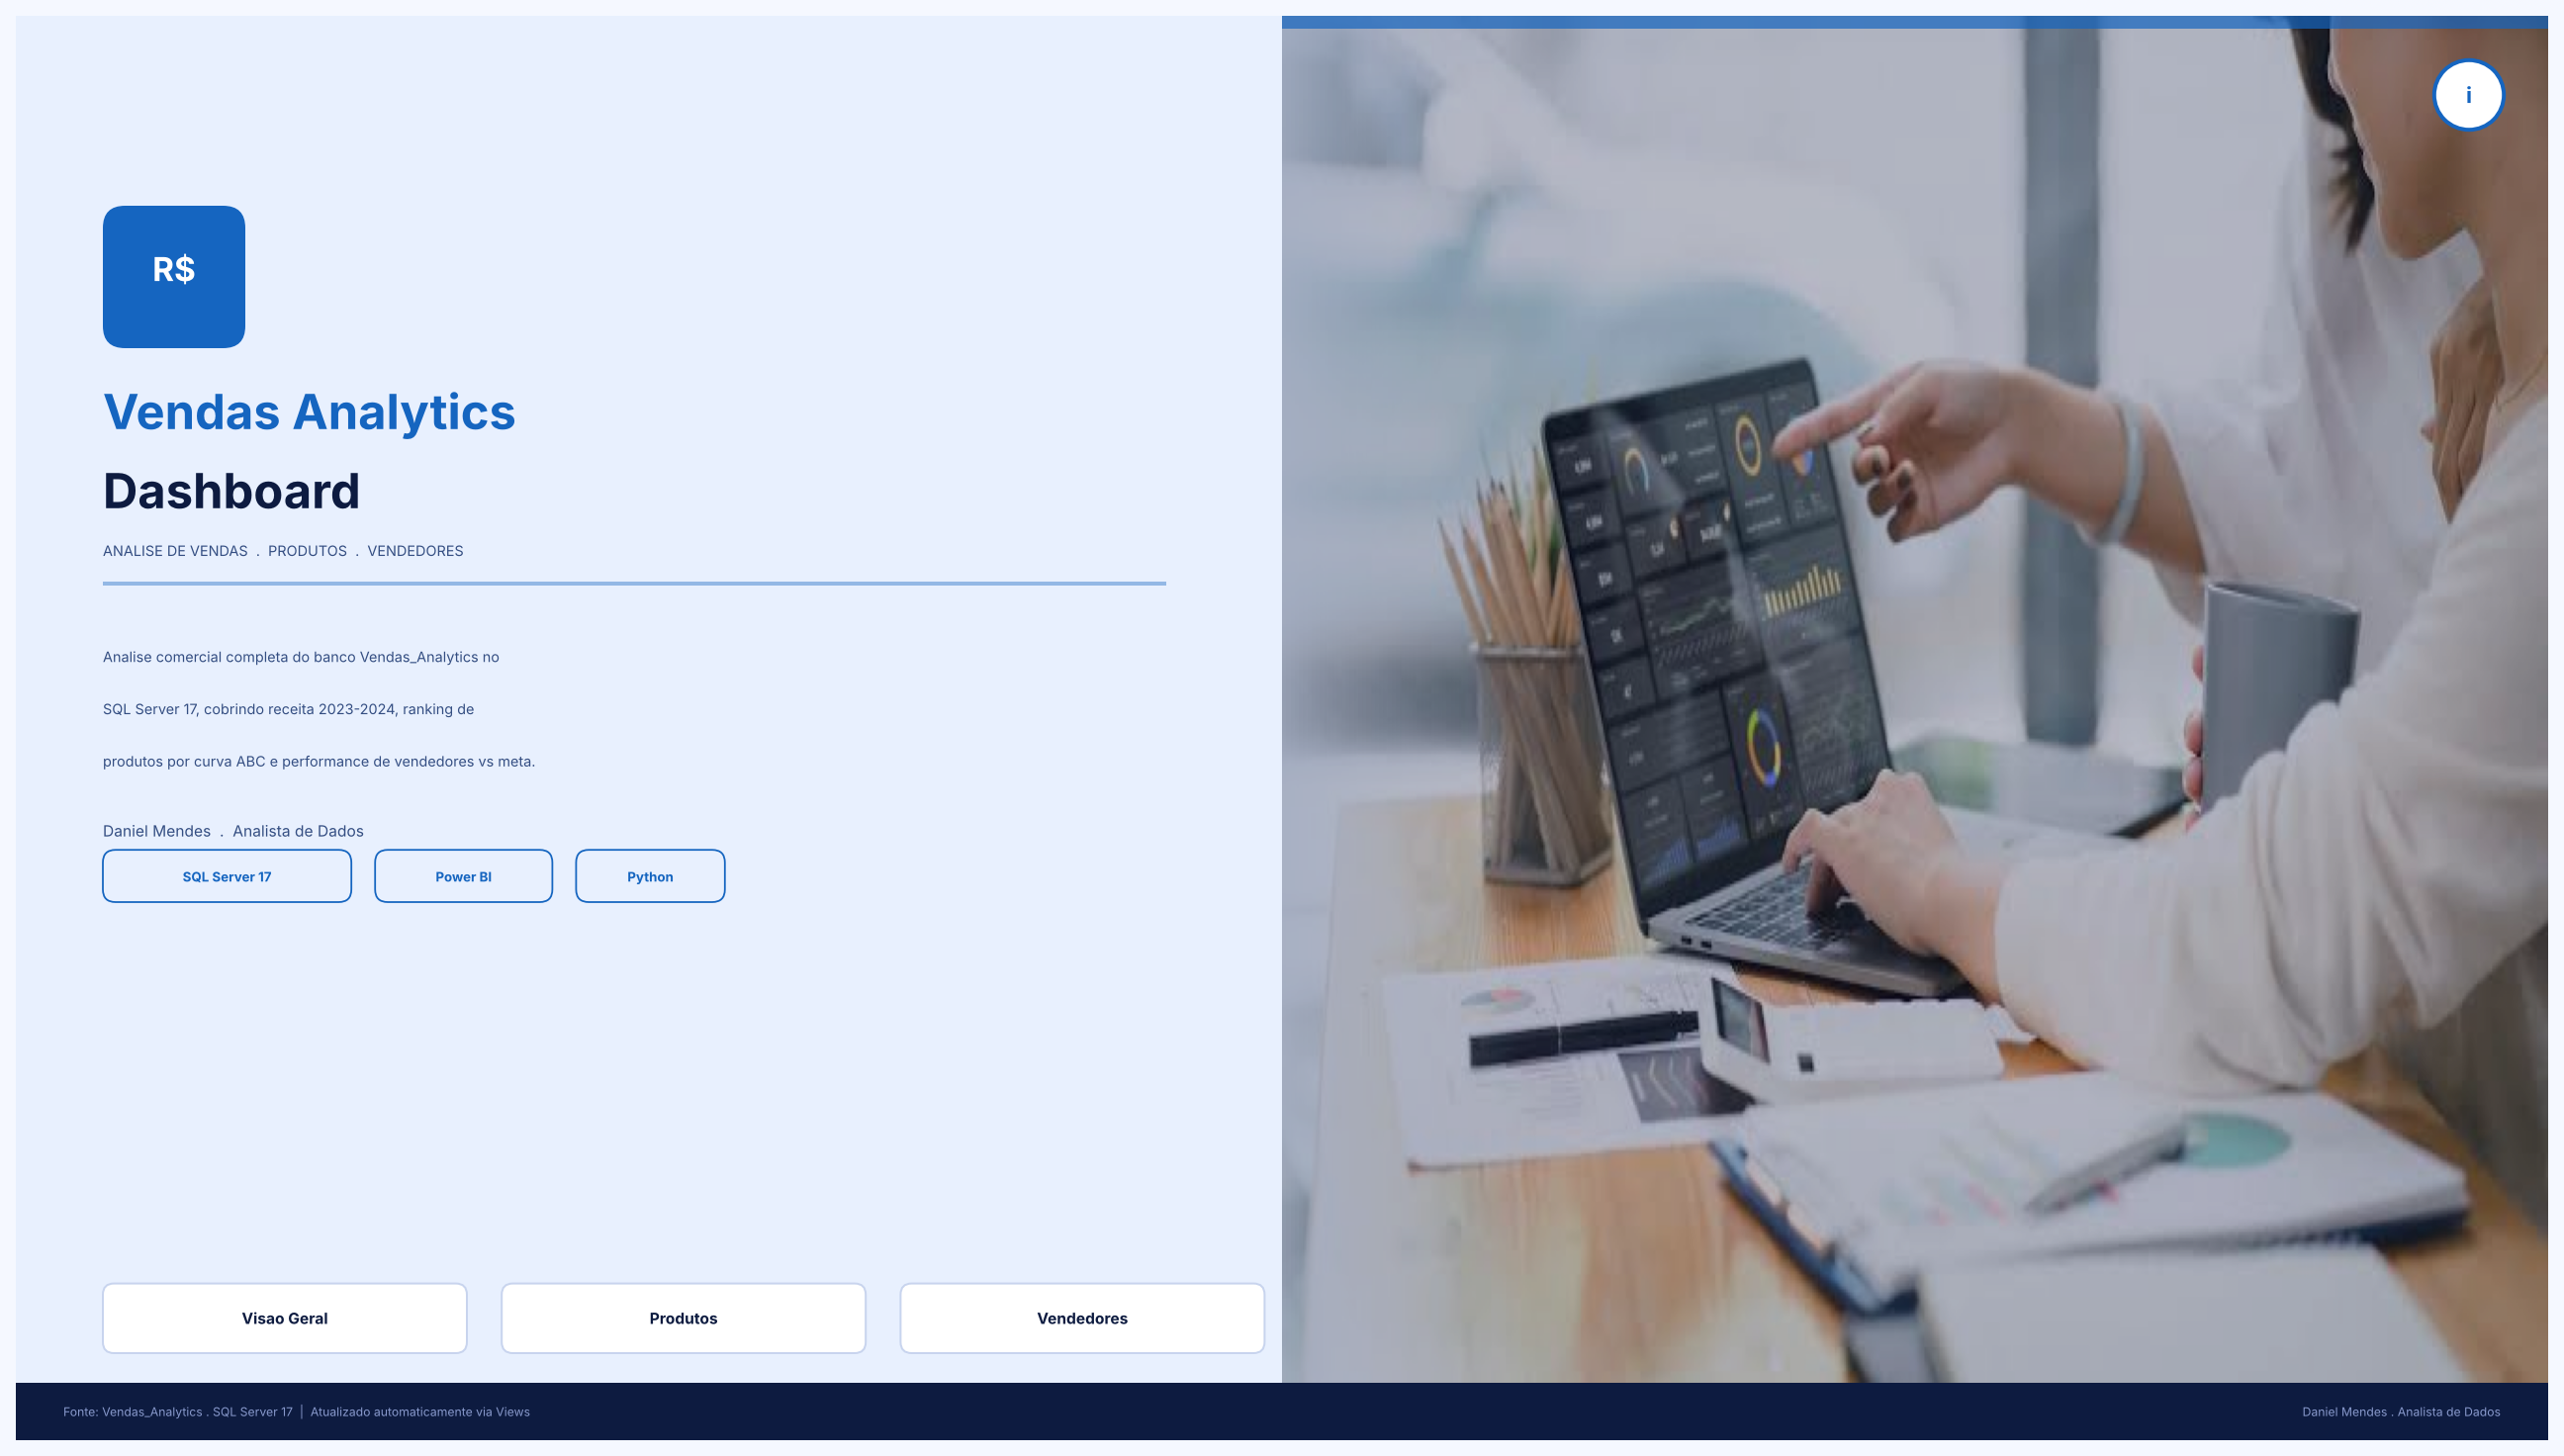 i
R$
Vendas Analytics
Dashboard
ANALISE DE VENDAS . PRODUTOS . VENDEDORES
Analise comercial completa do banco Vendas_Analytics no
SQL Server 17, cobrindo receita 2023-2024, ranking de
produtos por curva ABC e performance de vendedores vs meta.
Daniel Mendes . Analista de Dados
SQL Server 17
Power BI
Python
Visao Geral
Produtos
Vendedores
Fonte: Vendas_Analytics . SQL Server 17 | Atualizado automaticamente via Views
Daniel Mendes . Analista de Dados